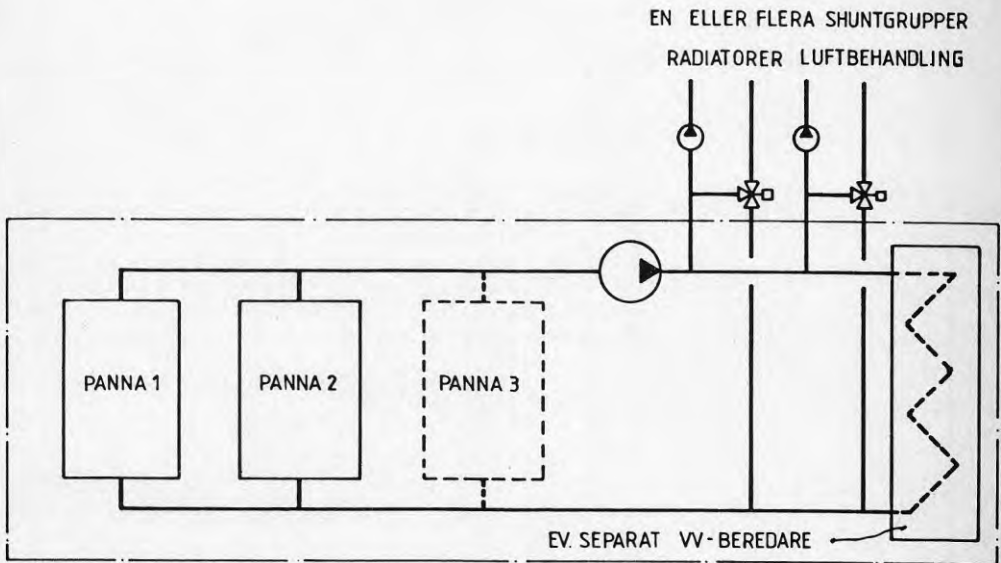 EN ELLER FLERA SHUNTGRUPPER
RADIATORER LUFTBEHANDLING
PANNA 1
PANNA 2
PANNA 3
EV. SEPARAT VV-BEREDARE